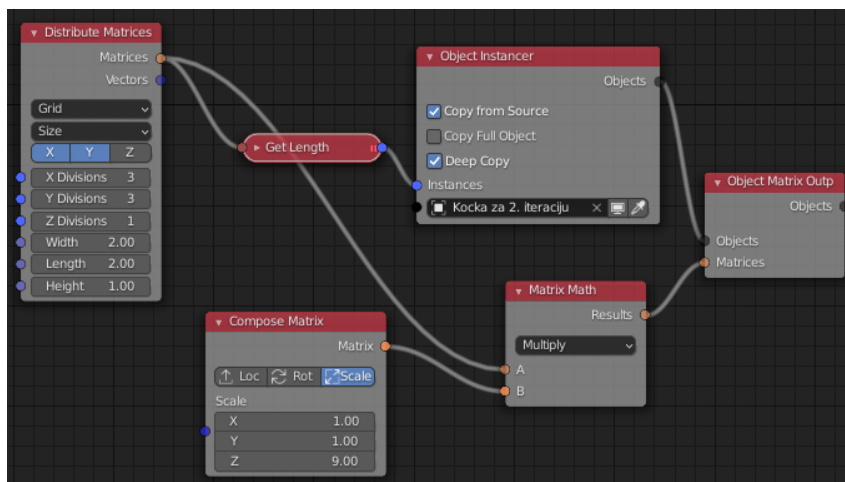 Distribute Matrices
Matrices
Vectors
Grid
Size
X Y Z
X Divisions 3
Y Divisions 3
Z Divisions 1
Width 2.00
Length 2.00
Height 1.00
Get Length
Object Instancer
Objects
Copy from Source
Copy Full Object
Deep Copy
Instances
Kocka za 2. iteraciju
Compose Matrix
Matrix
Loc Rot Scale
Scale
X 1.00
Y 1.00
Z 9.00
Matrix Math
Results
Multiply
A
B
Object Matrix Outp
Objects
Objects
Matrices